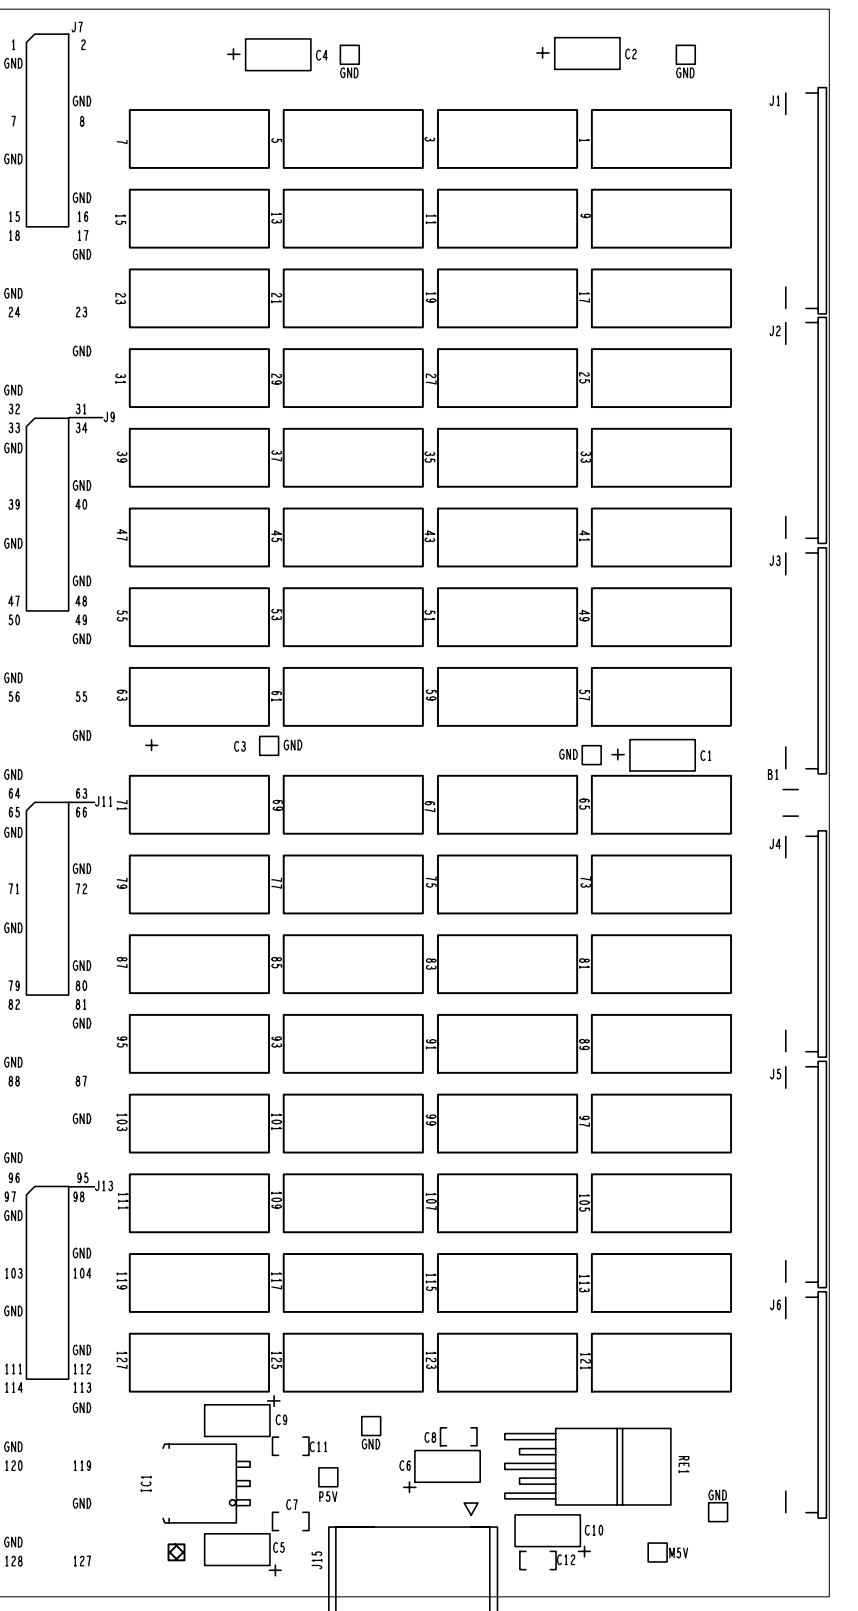 J7
1 2
GND
C4 C2
GND GND
GND
J1
7 8
7 5 3 1
GND
GND
15 16
15 13 11 9
18 17
GND
GND
23 21 19 17
24 23
J2
GND
31 29 27 25
GND
32 31
J9
33 34
GND
39 37 35 33
GND
39 40
47 45 43 41
GND
J3
GND
47 48
55 53 51 49
50 49
GND
GND
63 61 59 57
56 55
GND
C3 GND GND C1
GND B1
64 63
J11
71 69 67 65
65 66
GND
J4
GND
79 77 75 73
71 72
GND
87 85 83 81
GND
79 80
82 81
GND
95 93 91 89
GND
J5
88 87
GND
103 101 99 97
GND
96 95
J13
97 98
111 109 107 105
GND
GND
103 104
119 117 115 113
J6
GND
GND
127 125 123 121
111 112
114 113
GND
C9
C8
GND
C11
GND
C6 RE1
120 119
IC1
P5V
GND
GND
C7
C10
GND
C5
M5V
J15
C12
128 127